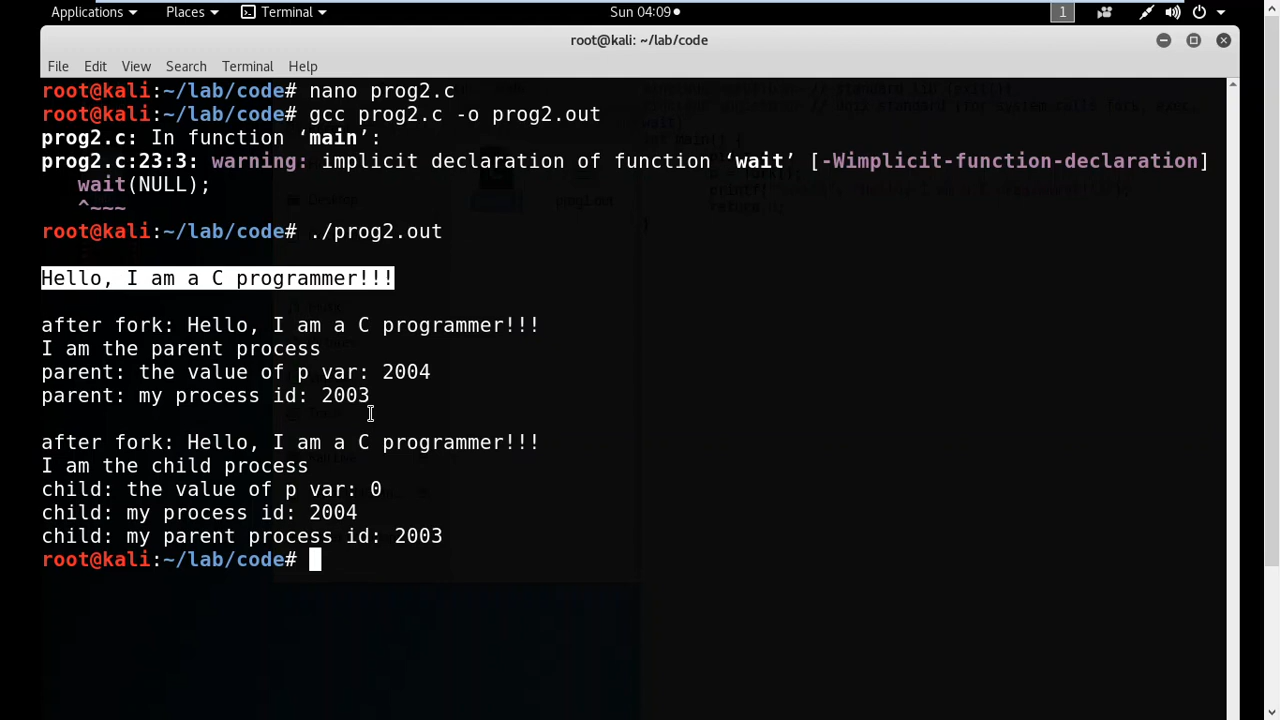 Applications Places Terminal Sun 04:09 1
root@kali: ~/lab/code
File Edit View Search Terminal Help
root@kali:~/lab/code# nano prog2.c
root@kali:~/lab/code# gcc prog2.c -o prog2.out
prog2.c: In function ‘main’:
prog2.c:23:3: warning: implicit declaration of function ‘wait’ [-Wimplicit-function-declaration]
wait(NULL);
^~~~
root@kali:~/lab/code# ./prog2.out
Hello, I am a C programmer!!!
after fork: Hello, I am a C programmer!!!
I am the parent process
parent: the value of p var: 2004
parent: my process id: 2003
after fork: Hello, I am a C programmer!!!
I am the child process
child: the value of p var: 0
child: my process id: 2004
child: my parent process id: 2003
root@kali:~/lab/code#